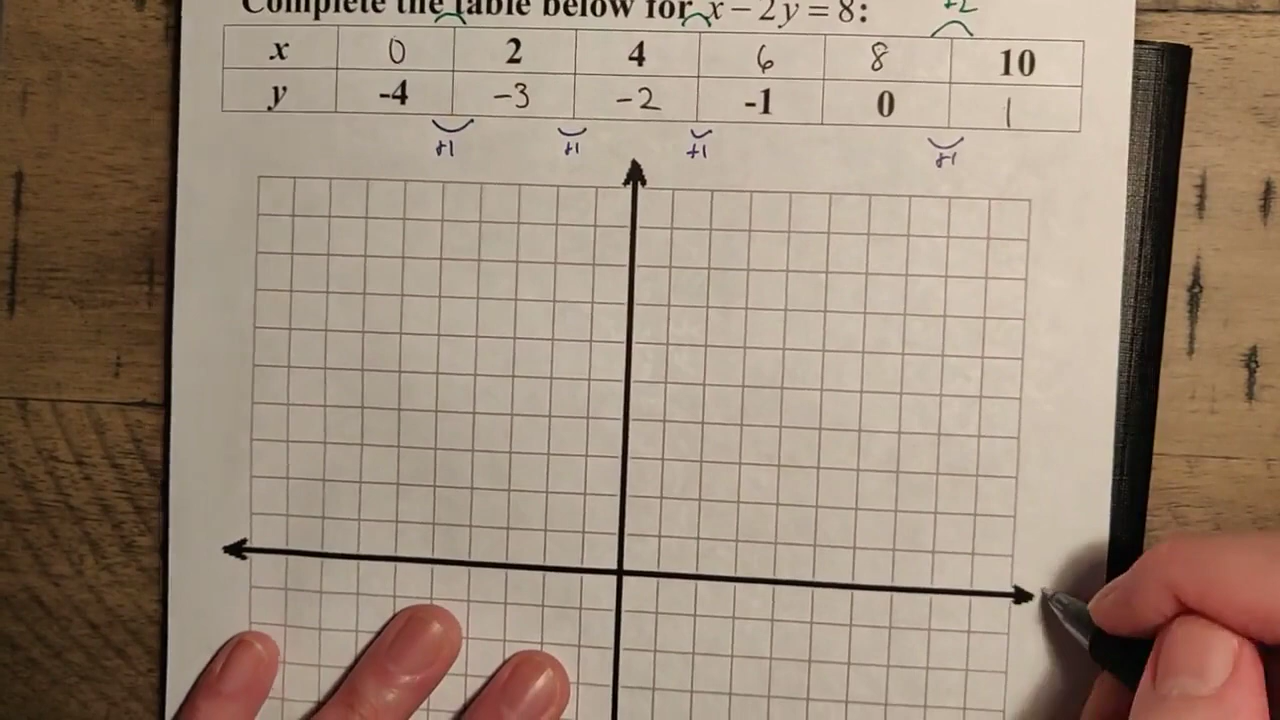 Complete the table below for x – 2y = 8: +2
x 0 2 4 6 8 10
y -4 -3 -2 -1 0 1
+1 +1 +1 +1